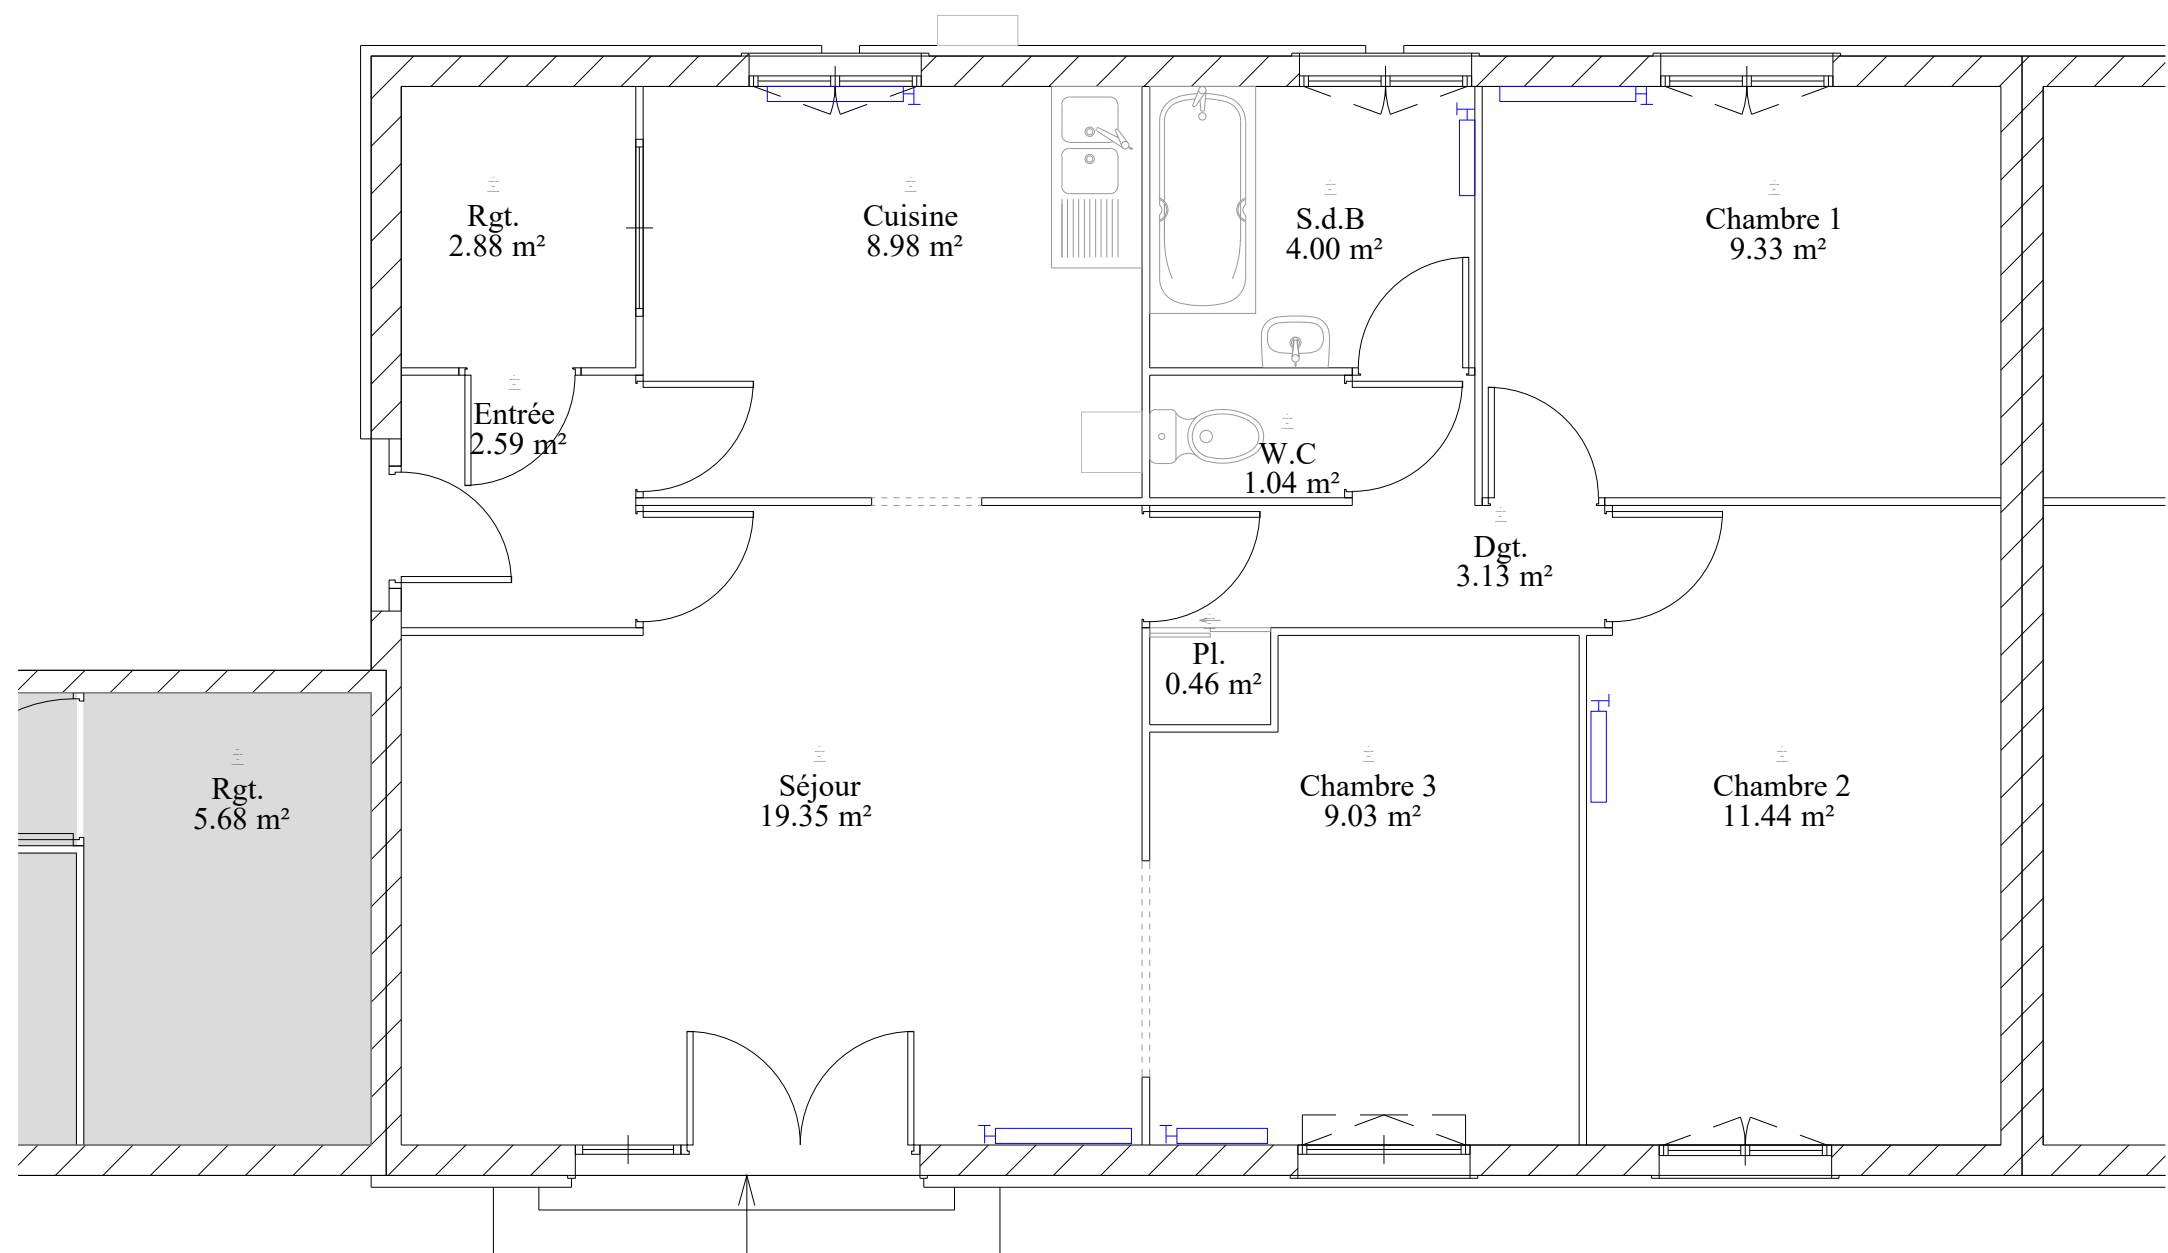 Rgt.
2.88 m²
Cuisine
8.98 m²
S.d.B
4.00 m²
Chambre 1
9.33 m²
Entrée
2.59 m²
W.C
1.04 m²
Dgt.
3.13 m²
Pl.
0.46 m²
Rgt.
5.68 m²
Séjour
19.35 m²
Chambre 3
9.03 m²
Chambre 2
11.44 m²